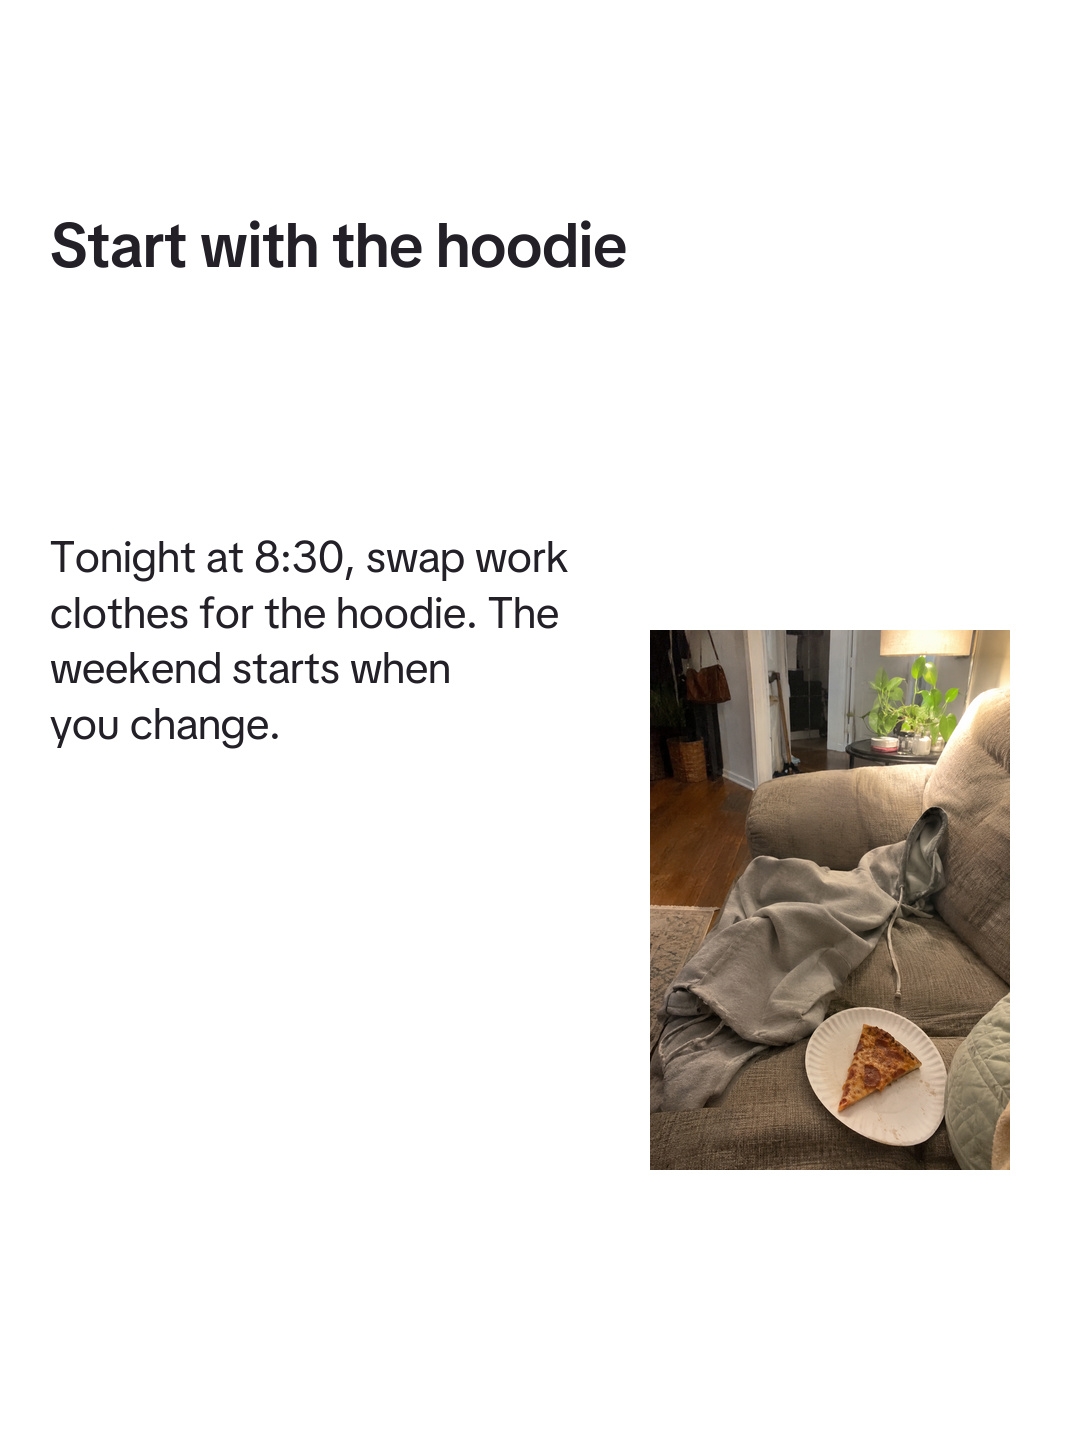 Start with the hoodie
Tonight at 8:30, swap work
clothes for the hoodie. The
weekend starts when
you change.